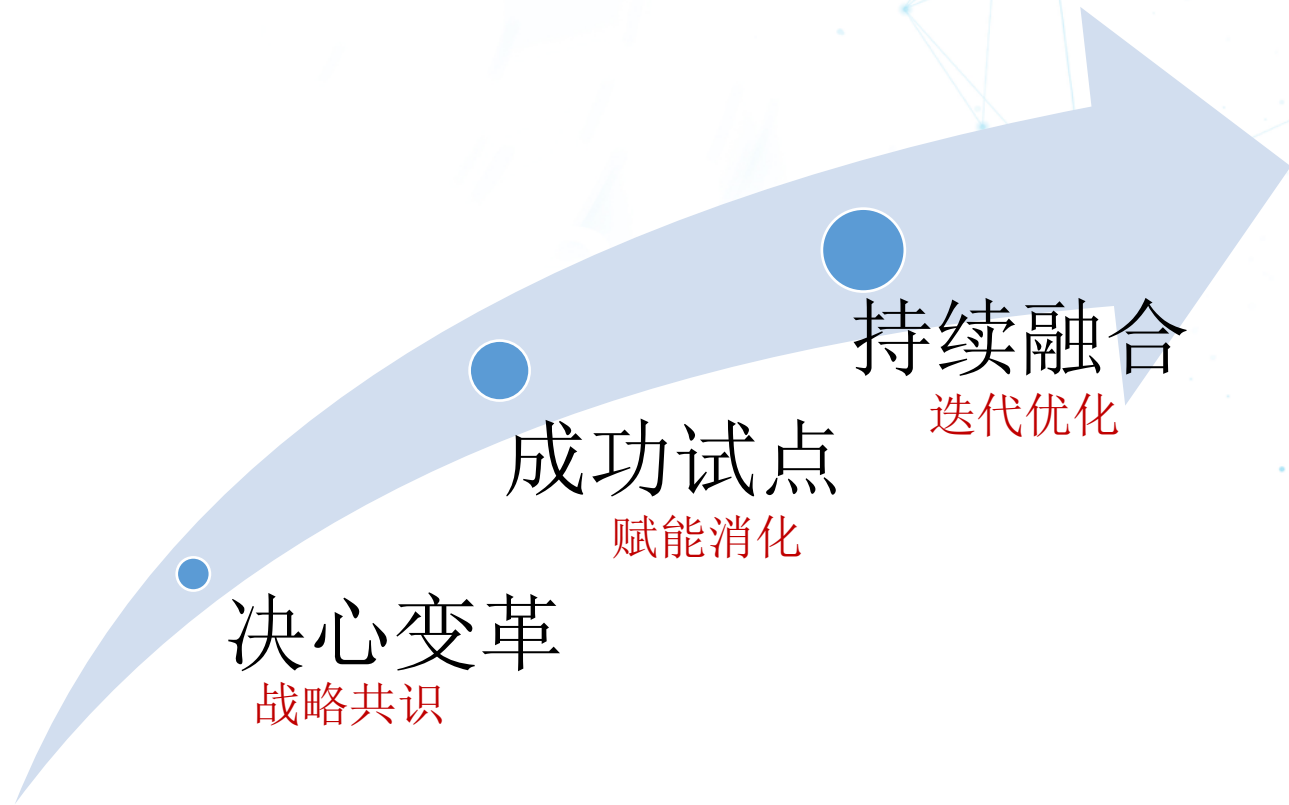 持续融合
迭代优化
成功试点
赋能消化
决心变革
战略共识